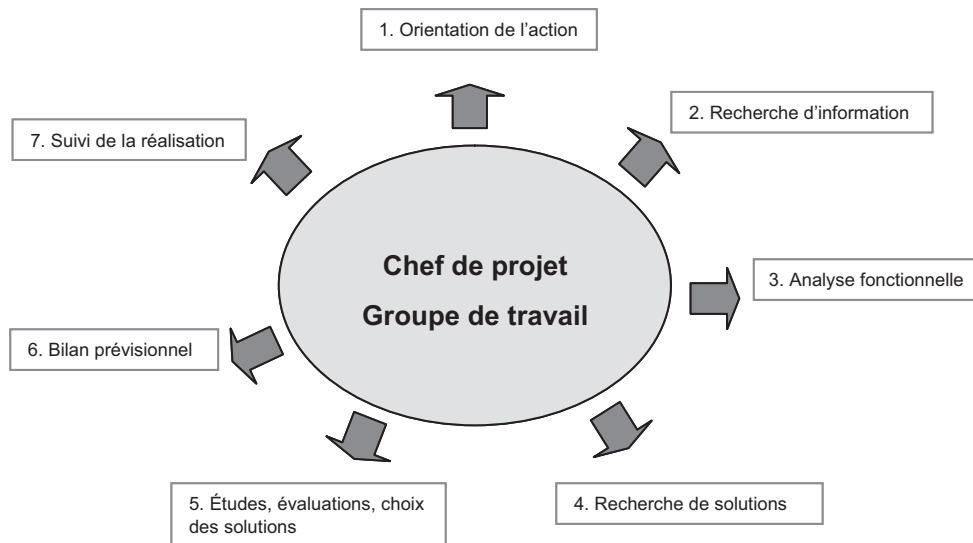 1. Orientation de l'action
2. Recherche d'information
7. Suivi de la réalisation
Chef de projet
Groupe de travail
3. Analyse fonctionnelle
6. Bilan prévisionnel
5. Études, évaluations, choix
des solutions
4. Recherche de solutions